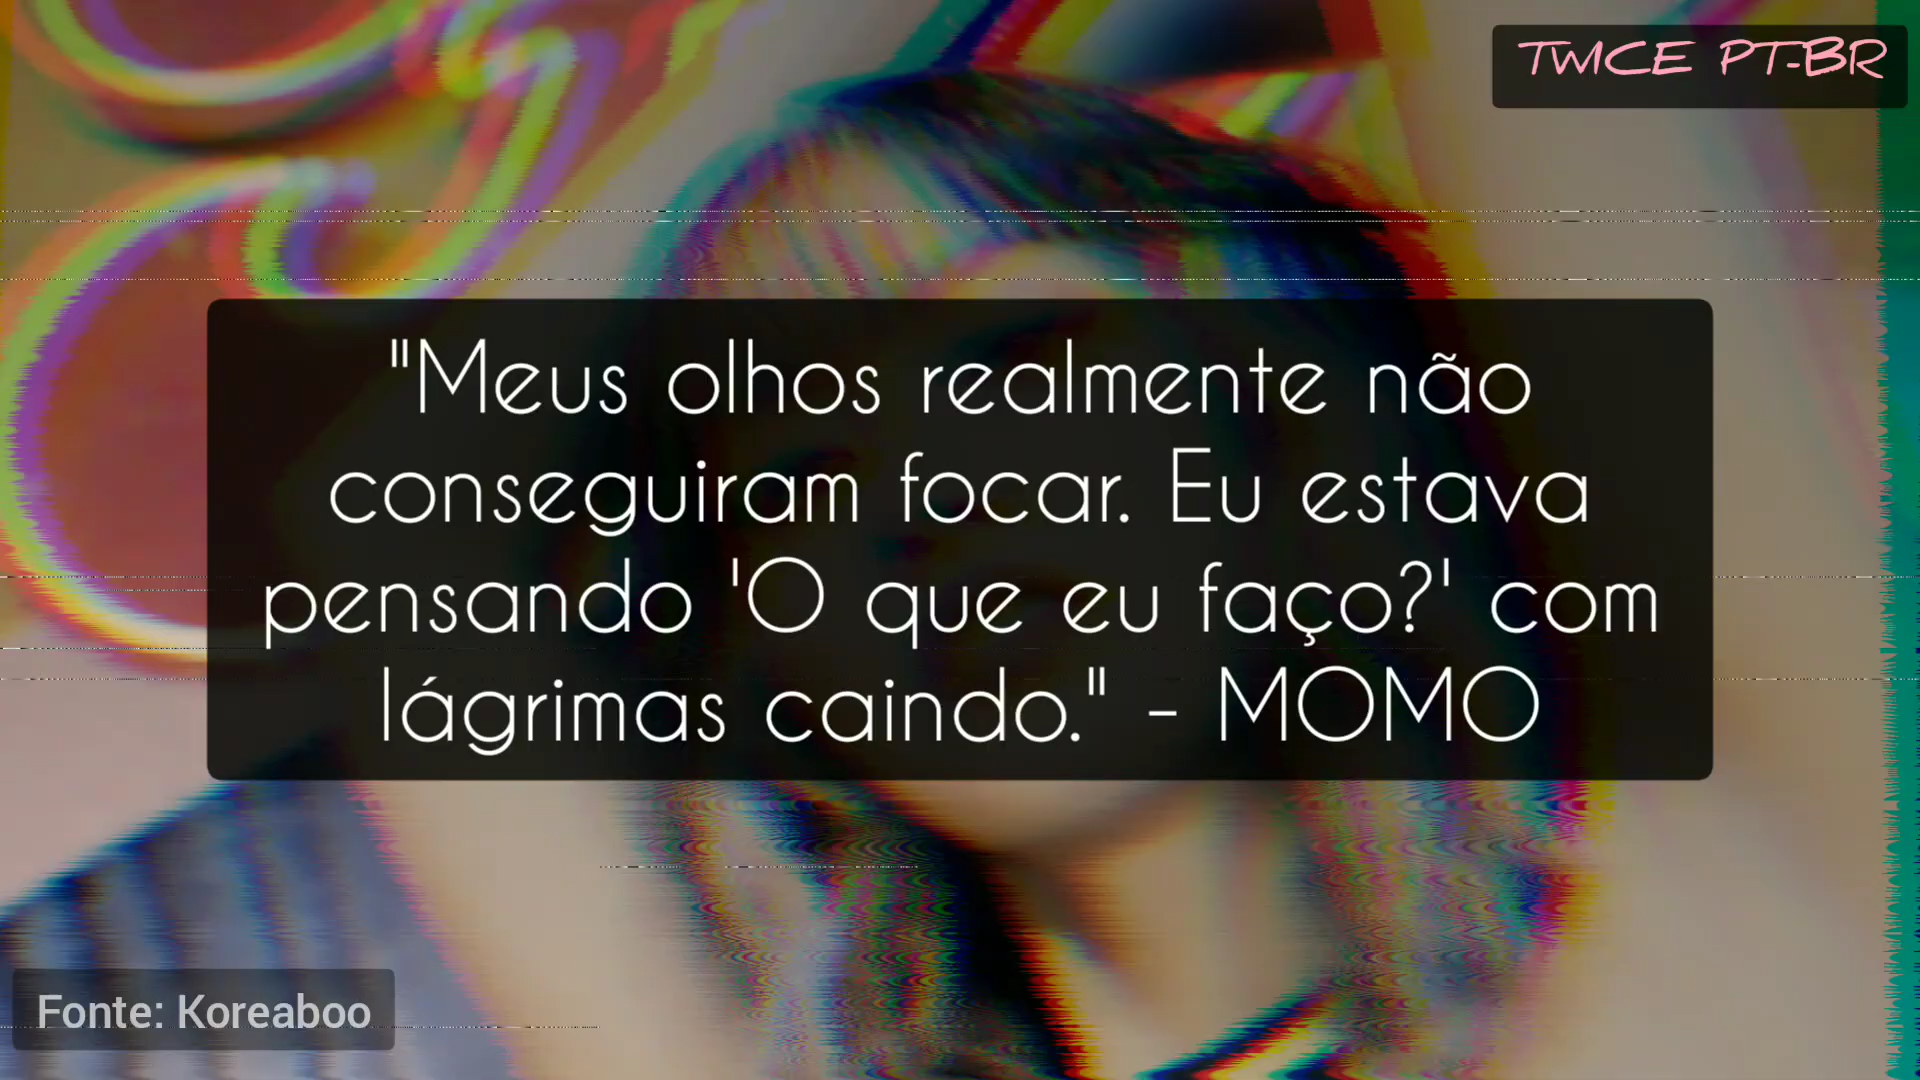 TWICE PT-BR
"Meus olhos realmente não
conseguiram focar. Eu estava
pensando 'O que eu faço?' com
lágrimas caindo." - MOMO
Fonte: Koreaboo